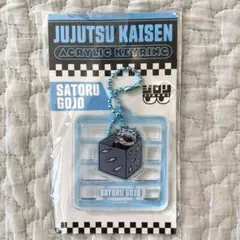 JUJUTSU KAISEN
ACRYLIC KEYRING
SATORU
GOJO
SATORU GOJO